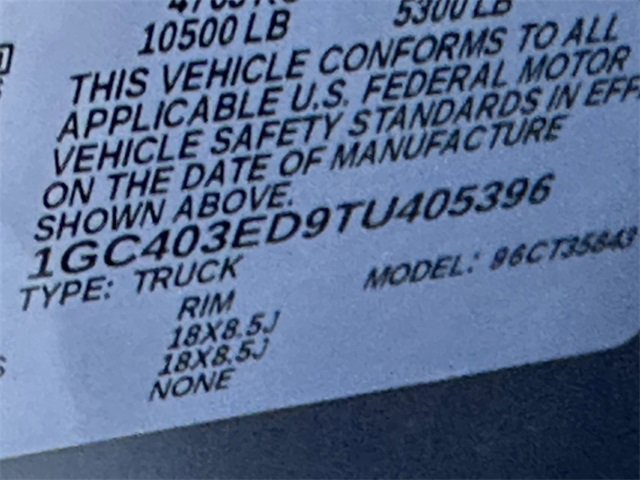 10500 LB 5300 LB
THIS VEHICLE CONFORMS TO ALL
APPLICABLE U.S. FEDERAL MOTOR
VEHICLE SAFETY STANDARDS IN EFF
ON THE DATE OF MANUFACTURE
SHOWN ABOVE.
1GC403ED9TU405396
TYPE: TRUCK MODEL: 96CT35843
RIM
18X8.5J
18X8.5J
NONE